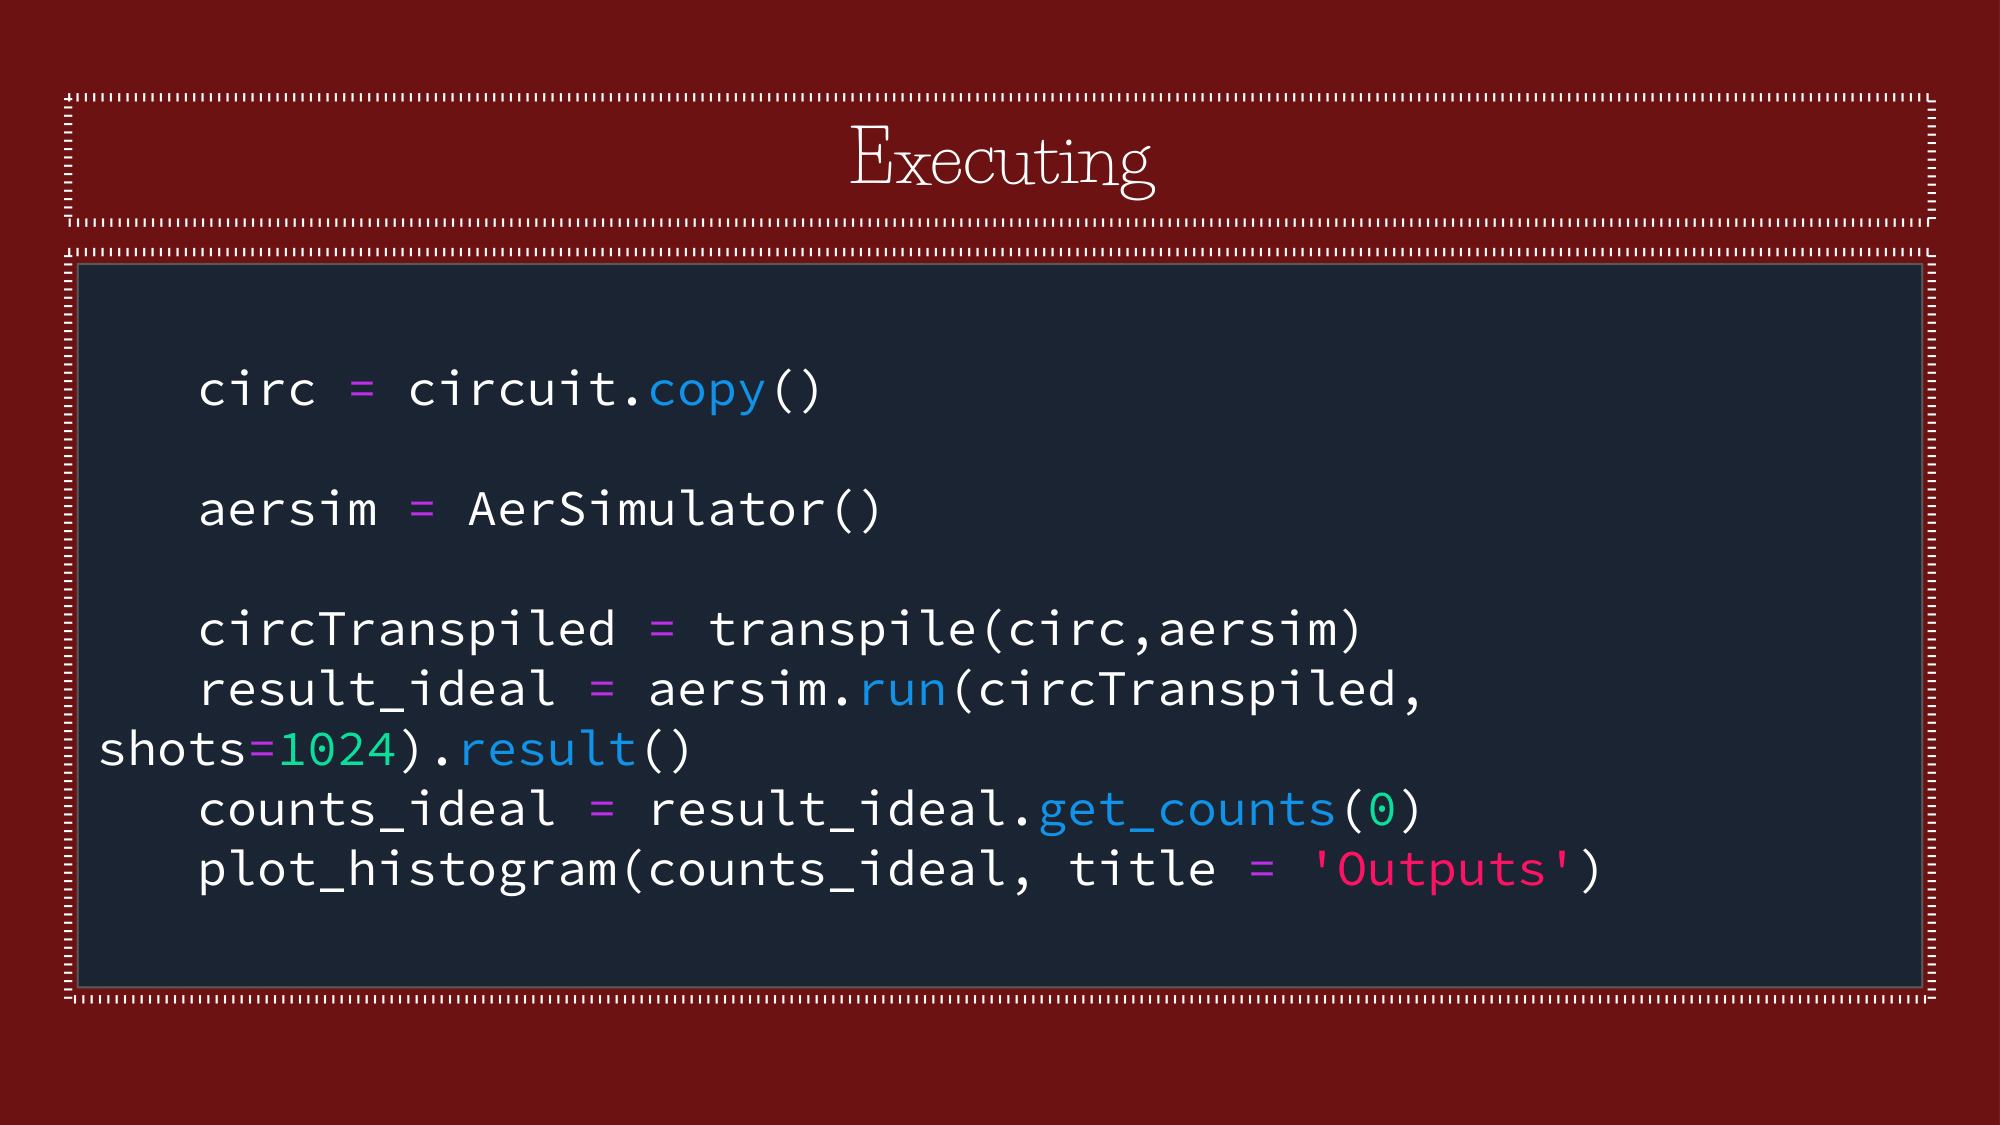 Executing
circ = circuit.copy()
aersim = AerSimulator()
circTranspiled = transpile(circ,aersim)
result_ideal = aersim.run(circTranspiled,
shots=1024).result()
counts_ideal = result_ideal.get_counts(0)
plot_histogram(counts_ideal, title = 'Outputs')